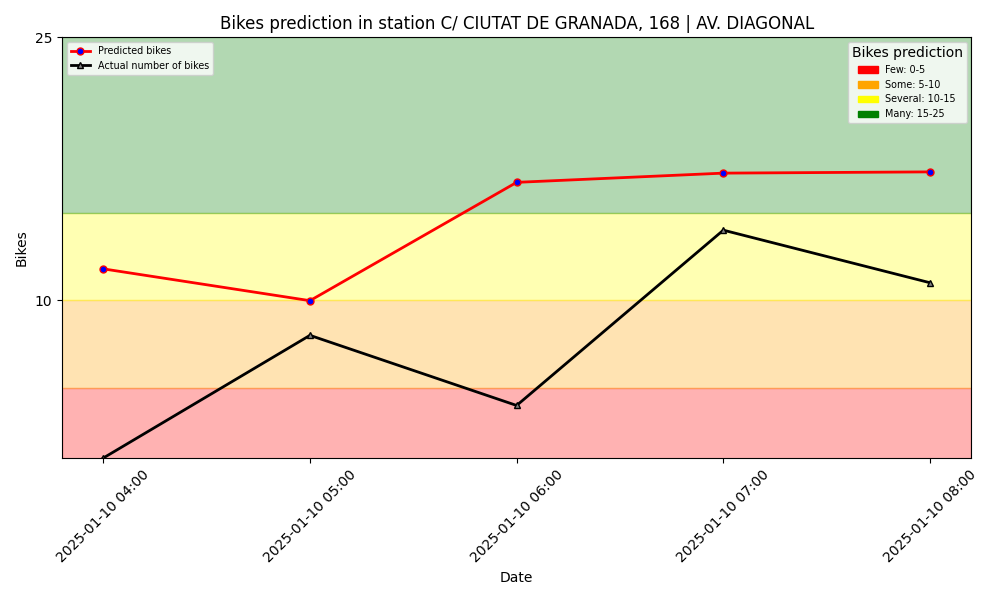 Bikes prediction in station C/ CIUTAT DE GRANADA, 168 | AV. DIAGONAL
25
Predicted bikes
Actual number of bikes
Bikes prediction
Few: 0-5
Some: 5-10
Several: 10-15
Many: 15-25
Bikes
10
2025-01-10 04:00
2025-01-10 05:00
2025-01-10 06:00
2025-01-10 07:00
2025-01-10 08:00
Date